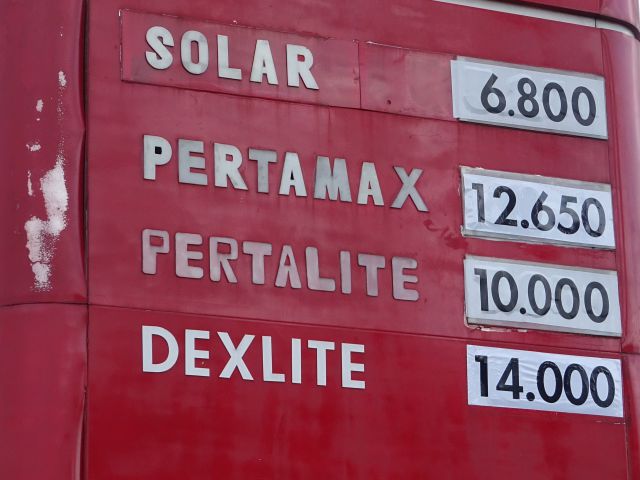 SOLAR 6.800
PERTAMAX 12.650
PERTALITE 10.000
DEXLITE 14.000